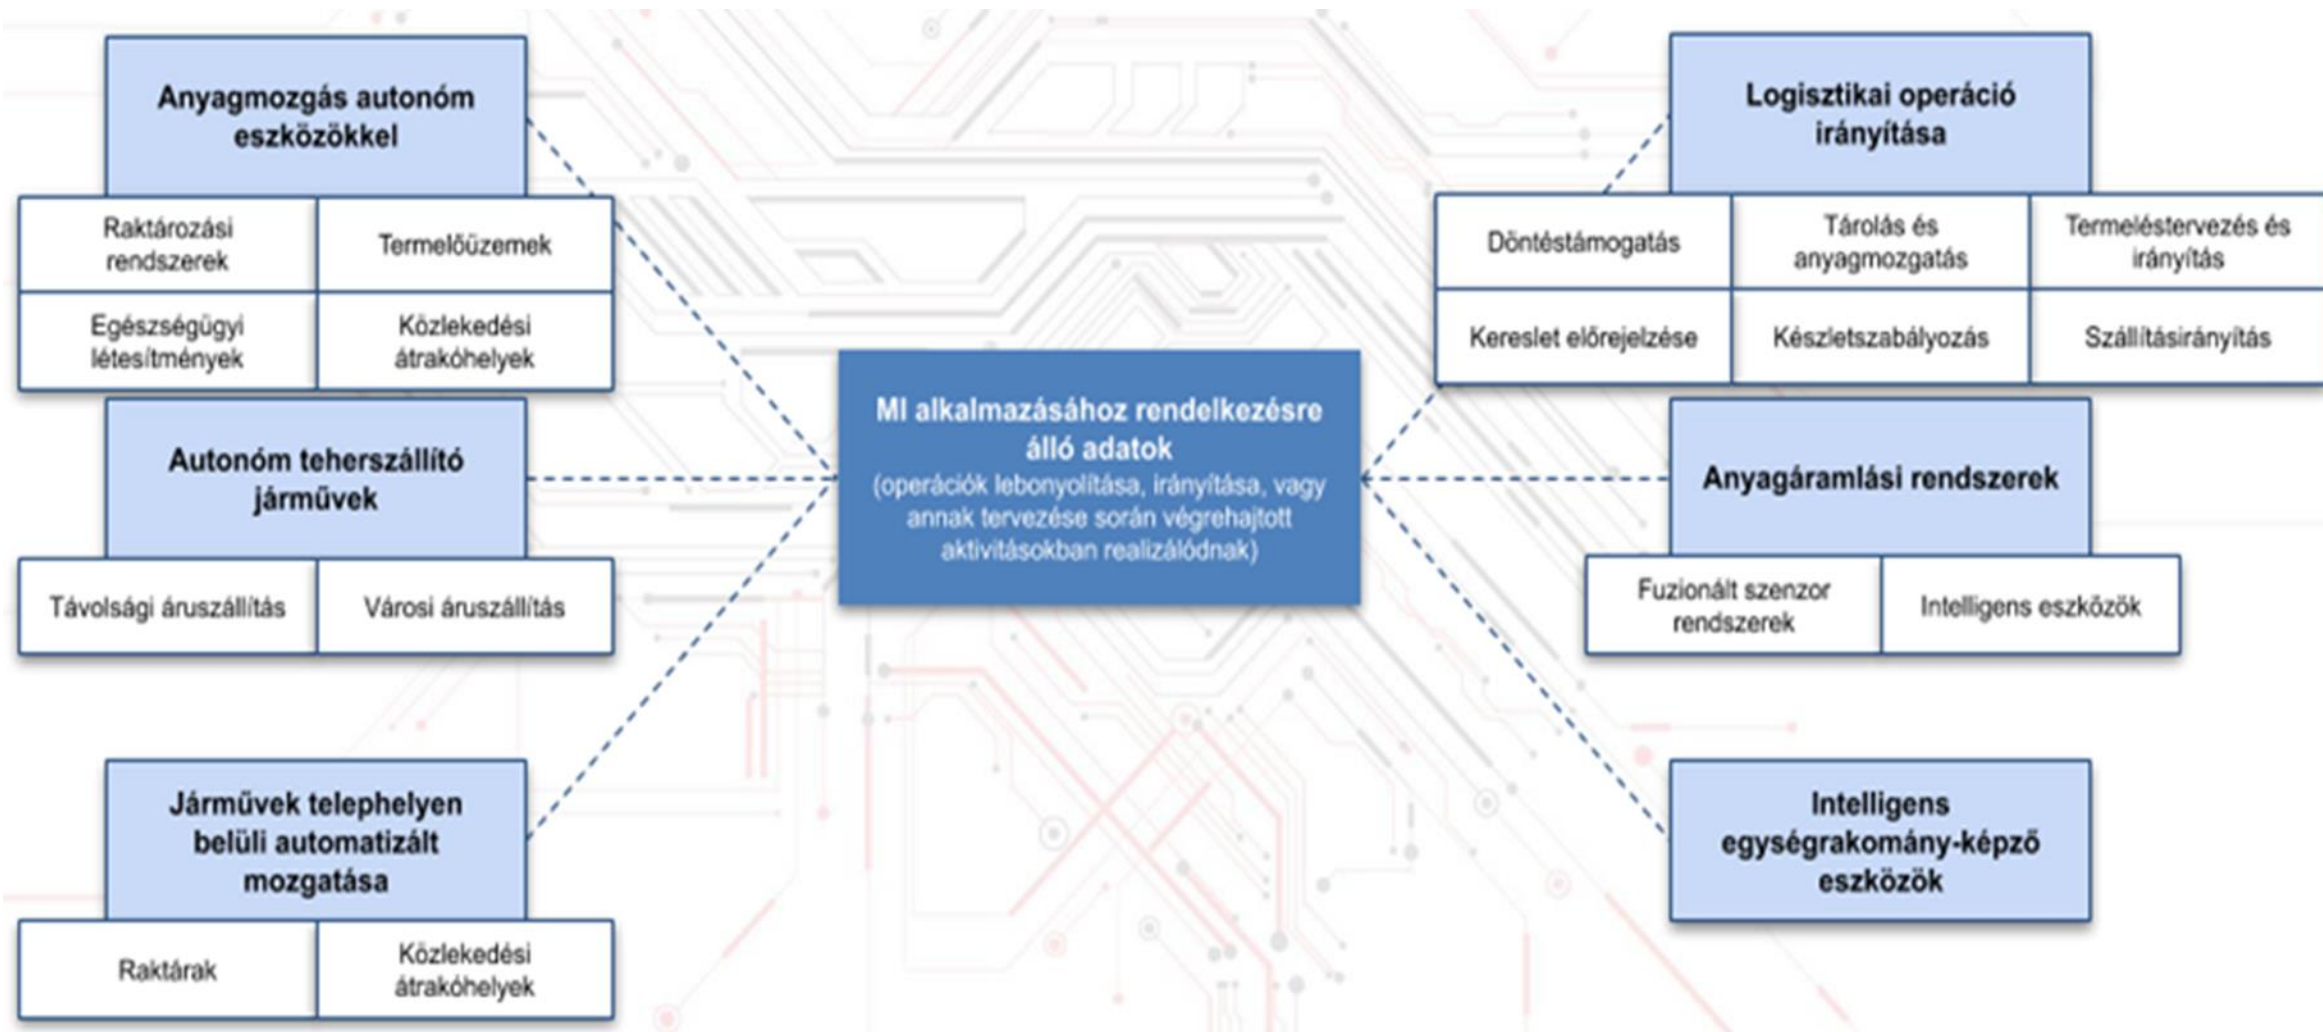 Anyagmozgás autonóm
eszközökkel
Raktározási
rendszerek
Termelőüzemek
Egészségügyi
létesítmények
Közlekedési
átrakóhelyek
Autonóm teherszállító
járművek
Távolsági áruszállítás
Városi áruszállítás
Járművek telephelyen
belüli automatizált
mozgatása
Raktárak
Közlekedési
átrakóhelyek
MI alkalmazásához rendelkezésre
álló adatok
(operációk lebonyolítása, irányítása, vagy
annak tervezése során végrehajtott
aktivitásokban realizálódnak)
Logisztikai operáció
irányítása
Döntéstámogatás
Tárolás és
anyagmozgatás
Termeléstervezés és
irányítás
Kereslet előrejelzése
Készletszabályozás
Szállításirányítás
Anyagáramlási rendszerek
Fuzionált szenzor
rendszerek
Intelligens eszközök
Intelligens
egységrakomány-képző
eszközök